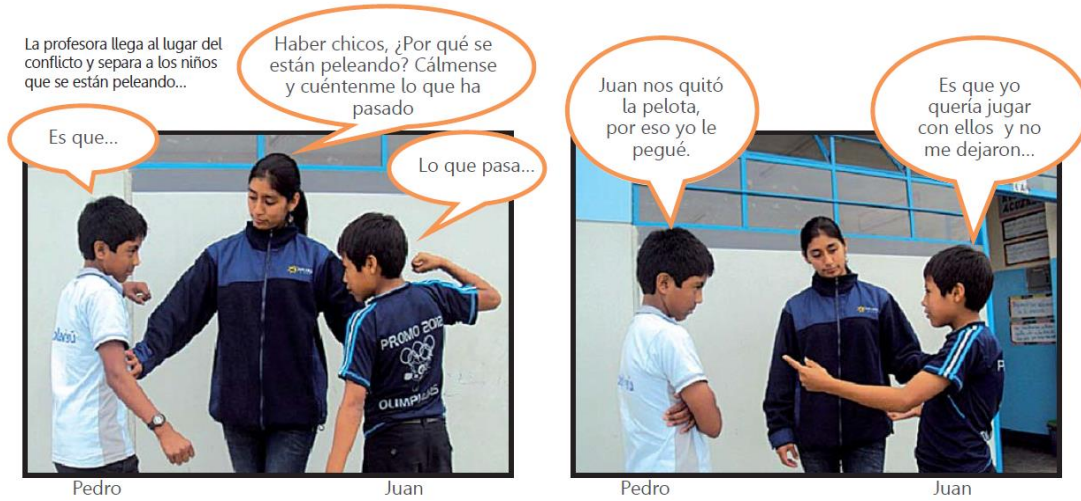 La profesora llega al lugar del
conflicto y separa a los niños
que se están peleando...
Haber chicos, ¿Por qué se
están peleando? Cálmense
y cuéntenme lo que ha
pasado
Es que...
Lo que pasa...
PROMO 2012
OLIMPIADAS
Pedro
Juan
Juan nos quitó
la pelota,
por eso yo le
pegué.
Es que yo
quería jugar
con ellos y no
me dejaron...
Pedro
Juan